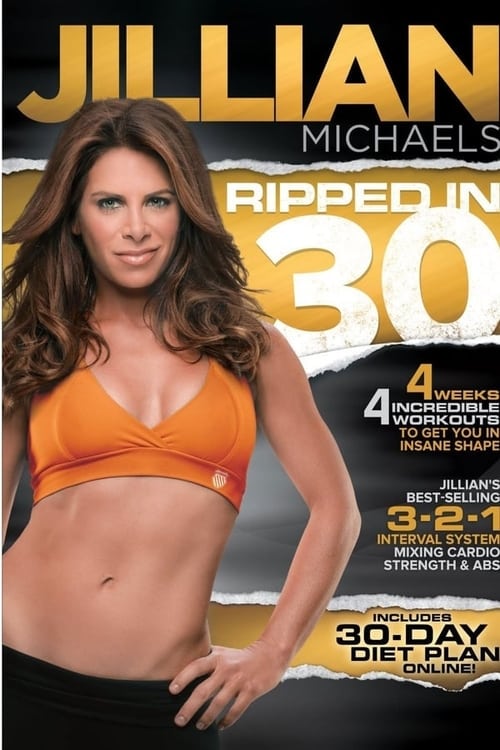 JILLIAN
MICHAELS
RIPPED IN
30
4 WEEKS
4 INCREDIBLE
WORKOUTS
TO GET YOU IN
INSANE SHAPE
JILLIAN'S
BEST-SELLING
3-2-1
INTERVAL SYSTEM
MIXING CARDIO
STRENGTH & ABS
INCLUDES
30-DAY
DIET PLAN
ONLINE!